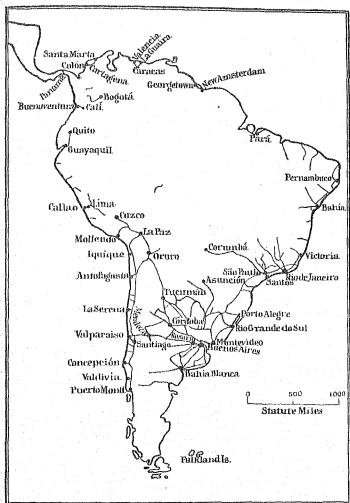 Santa Marta
Colón
Cartagena
Valencia
La Guaira
Caracas
Panama
New Amsterdam
Georgetown
Bogotá
Buenaventura
Cali
Quito
Guayaquil
Pará
Pernambuco
Bahia
Callao
Lima
Cuzco
Mollendo
La Paz
Iquique
Oruro
Corumbá
Victoria
São Paulo
Rio de Janeiro
Santos
Antofagasta
Asunción
Tucuman
La Serena
Mendoza
Córdoba
Porto Alegre
Rio Grande do Sul
Valparaiso
Rosario
Santiago
Montevideo
Buenos Aires
Concepción
Bahia Blanca
Valdivia
Puerto Montt
0 500 1000
Statute Miles
Falkland Is.